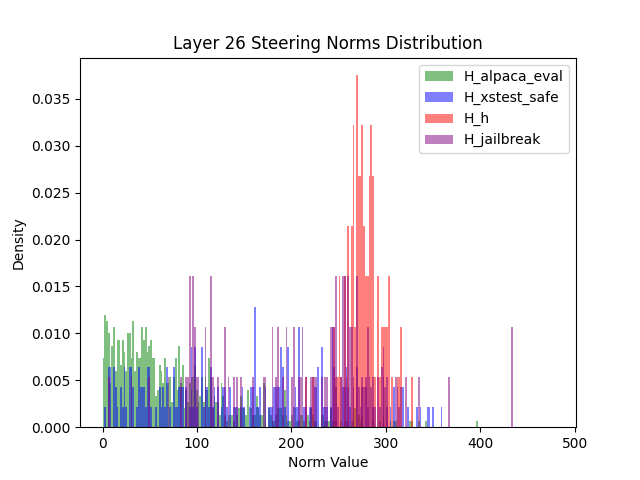 Layer 26 Steering Norms Distribution
H_alpaca_eval
H_xstest_safe
H_h
H_jailbreak
0.035
0.030
0.025
0.020
0.015
0.010
0.005
0.000
Density
0 100 200 300 400 500
Norm Value